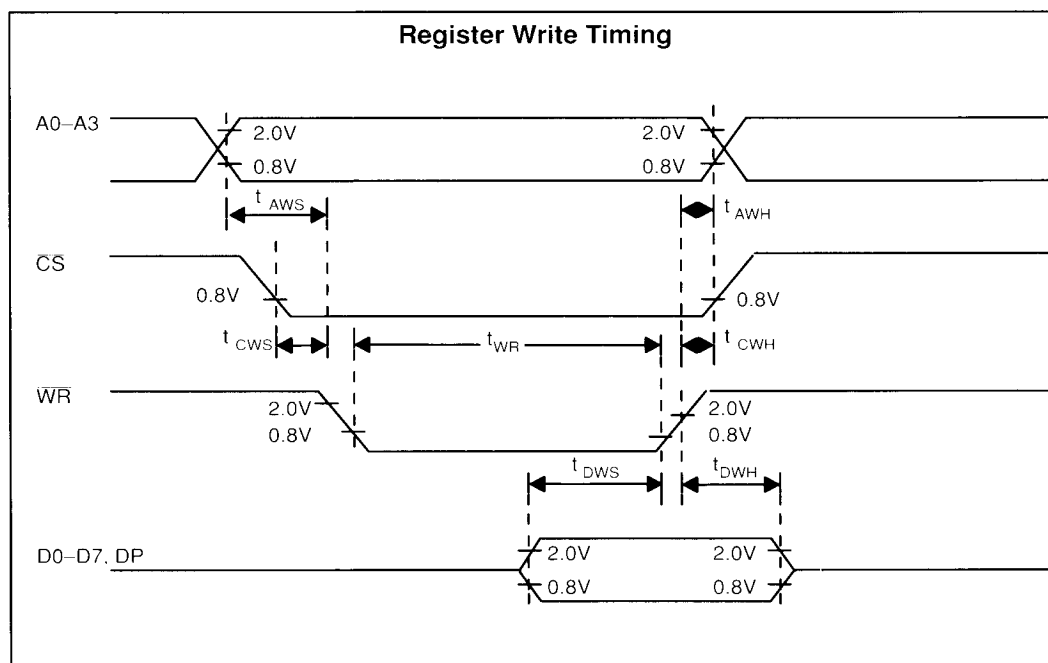 Register Write Timing
A0–A3
2.0V 2.0V
0.8V 0.8V
t AWS t AWH
CS
0.8V 0.8V
t CWS t WR t CWH
WR
2.0V 2.0V
0.8V 0.8V
t DWS t DWH
D0–D7, DP
2.0V 2.0V
0.8V 0.8V